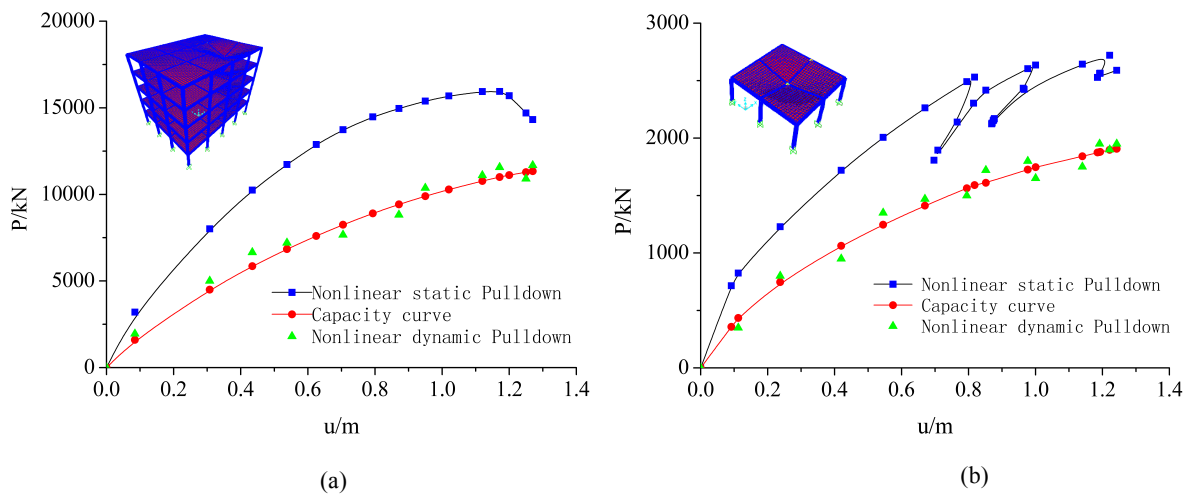 20000
15000
10000
5000
0
P/kN
Nonlinear static Pulldown
Capacity curve
Nonlinear dynamic Pulldown
0.0 0.2 0.4 0.6 0.8 1.0 1.2 1.4
u/m
(a)
3000
2000
1000
0
P/kN
Nonlinear static Pulldown
Capacity curve
Nonlinear dynamic Pulldown
0.0 0.2 0.4 0.6 0.8 1.0 1.2 1.4
u/m
(b)